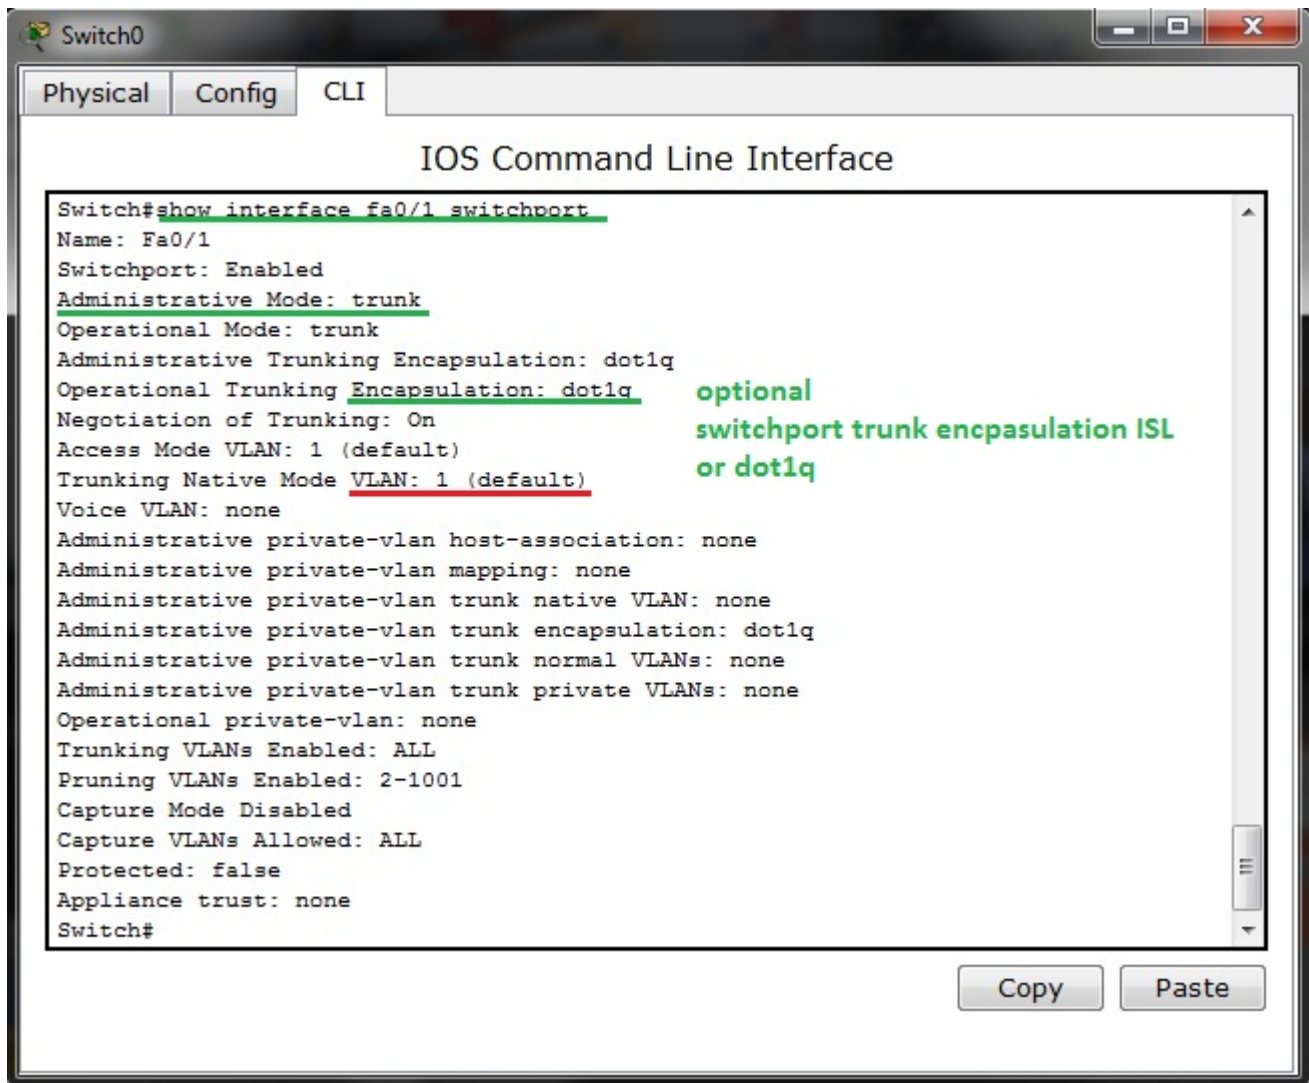 Switch0
Physical Config CLI
IOS Command Line Interface
Switch#show interface fa0/1 switchport
Name: Fa0/1
Switchport: Enabled
Administrative Mode: trunk
Operational Mode: trunk
Administrative Trunking Encapsulation: dot1q
Operational Trunking Encapsulation: dot1q
Negotiation of Trunking: On
Access Mode VLAN: 1 (default)
Trunking Native Mode VLAN: 1 (default)
Voice VLAN: none
Administrative private-vlan host-association: none
Administrative private-vlan mapping: none
Administrative private-vlan trunk native VLAN: none
Administrative private-vlan trunk encapsulation: dot1q
Administrative private-vlan trunk normal VLANs: none
Administrative private-vlan trunk private VLANs: none
Operational private-vlan: none
Trunking VLANs Enabled: ALL
Pruning VLANs Enabled: 2-1001
Capture Mode Disabled
Capture VLANs Allowed: ALL
Protected: false
Appliance trust: none
Switch#
optional
switchport trunk encpasulation ISL
or dot1q
Copy Paste